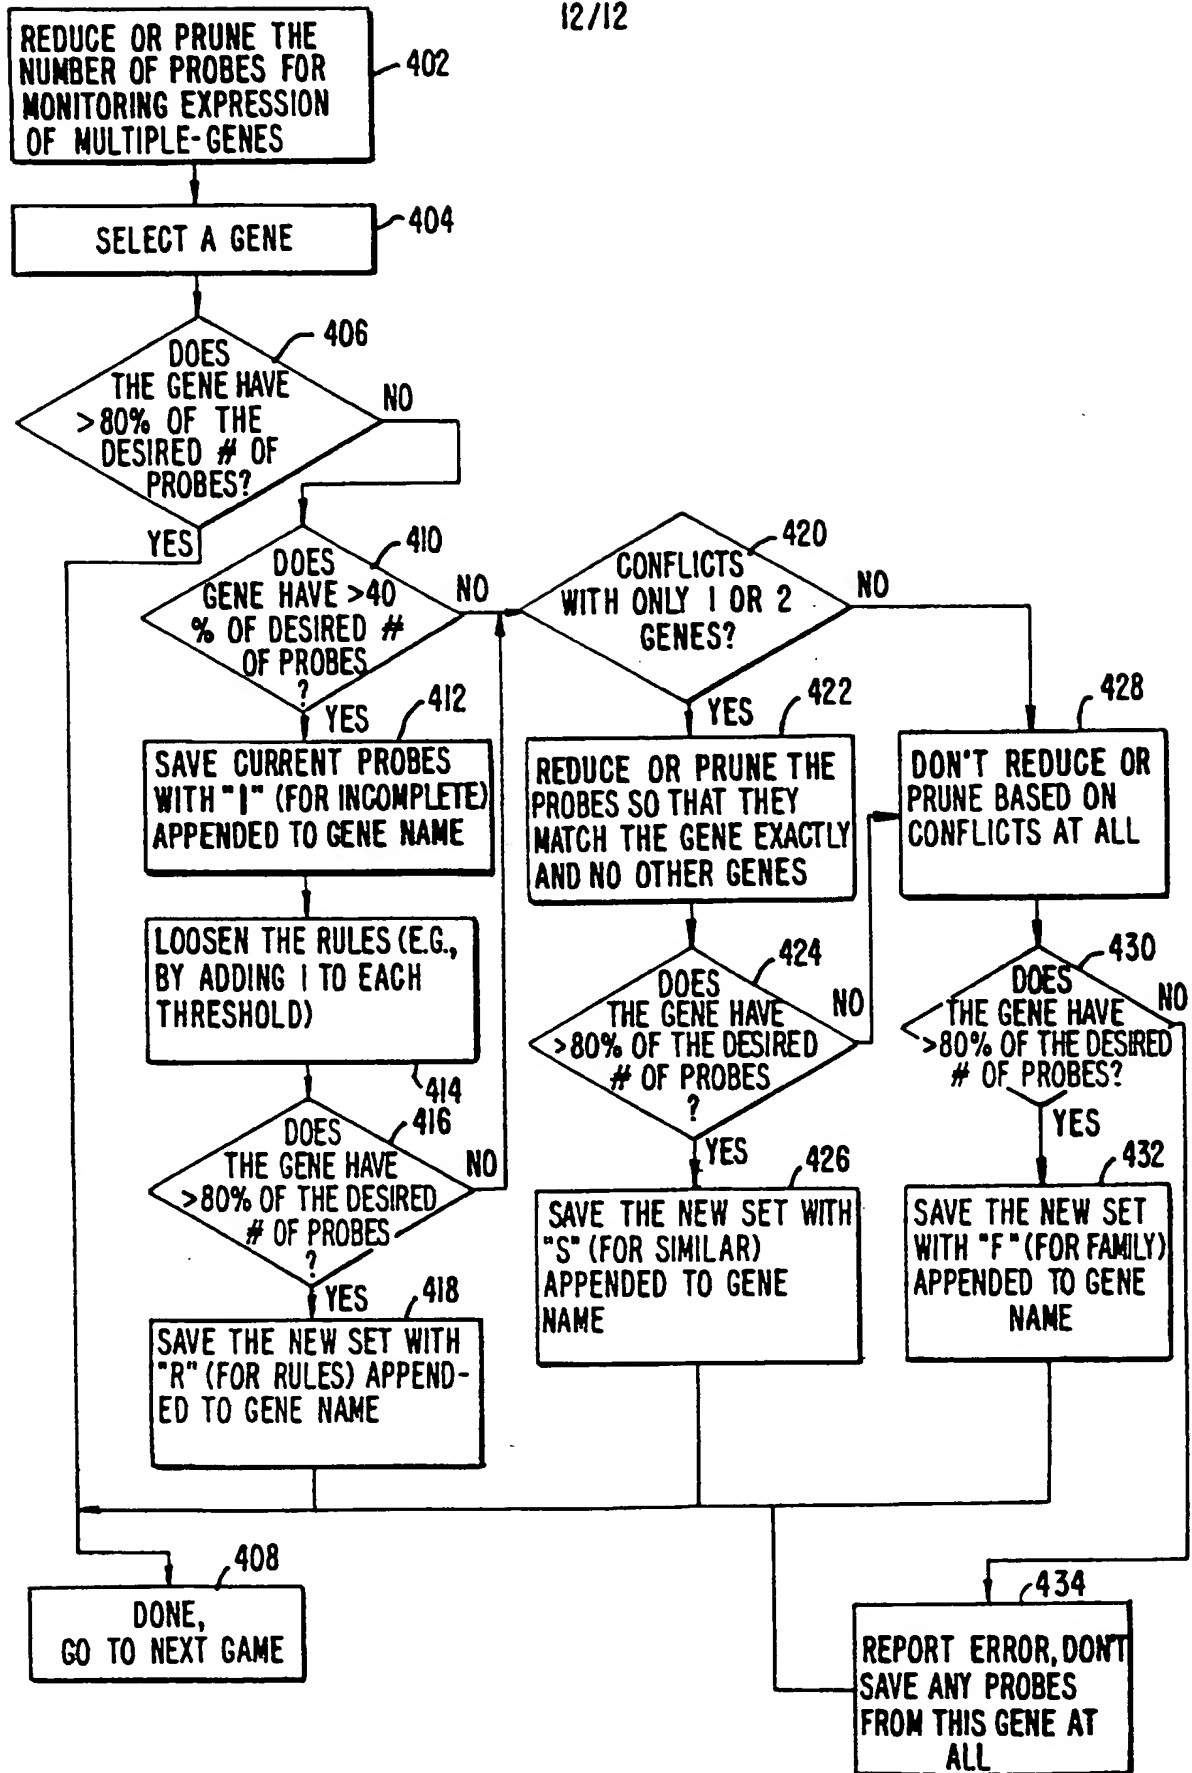 12/12
REDUCE OR PRUNE THE
NUMBER OF PROBES FOR
MONITORING EXPRESSION
OF MULTIPLE-GENES
402
SELECT A GENE
404
DOES
THE GENE HAVE
>80% OF THE
DESIRED # OF
PROBES?
406
NO
YES
DOES
GENE HAVE >40
% OF DESIRED #
OF PROBES
?
410
NO
YES
SAVE CURRENT PROBES
WITH "I" (FOR INCOMPLETE)
APPENDED TO GENE NAME
412
LOOSEN THE RULES (E.G.,
BY ADDING 1 TO EACH
THRESHOLD)
414
DOES
THE GENE HAVE
>80% OF THE DESIRED
# OF PROBES
?
416
NO
YES
SAVE THE NEW SET WITH
"R" (FOR RULES) APPEND-
ED TO GENE NAME
418
CONFLICTS
WITH ONLY 1 OR 2
GENES?
420
NO
YES
REDUCE OR PRUNE THE
PROBES SO THAT THEY
MATCH THE GENE EXACTLY
AND NO OTHER GENES
422
DOES
THE GENE HAVE
>80% OF THE DESIRED
# OF PROBES
?
424
NO
YES
SAVE THE NEW SET WITH
"S" (FOR SIMILAR)
APPENDED TO GENE
NAME
426
DON'T REDUCE OR
PRUNE BASED ON
CONFLICTS AT ALL
428
DOES
THE GENE HAVE
>80% OF THE DESIRED
# OF PROBES?
430
NO
YES
SAVE THE NEW SET
WITH "F" (FOR FAMILY)
APPENDED TO GENE
NAME
432
DONE,
GO TO NEXT GAME
408
REPORT ERROR, DON'T
SAVE ANY PROBES
FROM THIS GENE AT
ALL
434